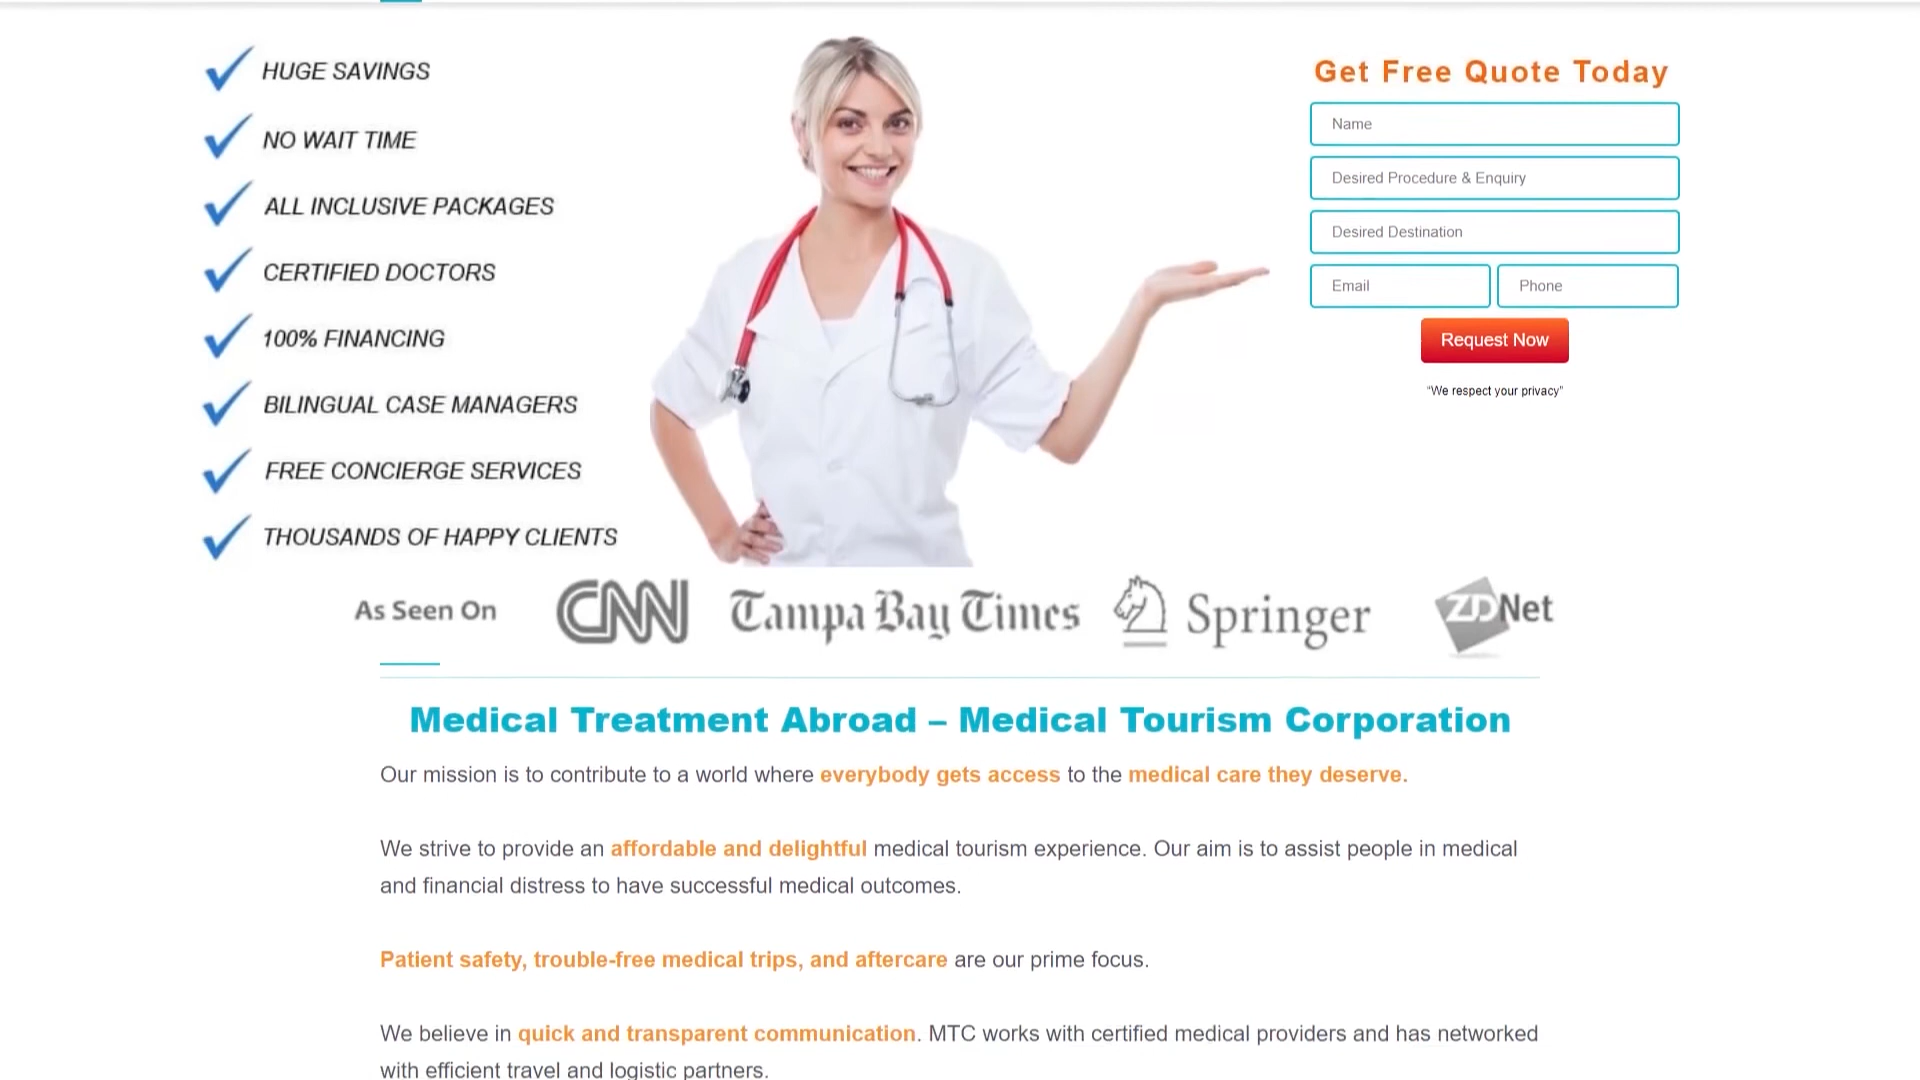 HUGE SAVINGS
NO WAIT TIME
ALL INCLUSIVE PACKAGES
CERTIFIED DOCTORS
100% FINANCING
BILINGUAL CASE MANAGERS
FREE CONCIERGE SERVICES
THOUSANDS OF HAPPY CLIENTS
Get Free Quote Today
Name
Desired Procedure & Enquiry
Desired Destination
Email Phone
Request Now
"We respect your privacy"
As Seen On CNN Tampa Bay Times Springer ZDNet
Medical Treatment Abroad – Medical Tourism Corporation
Our mission is to contribute to a world where everybody gets access to the medical care they deserve.
We strive to provide an affordable and delightful medical tourism experience. Our aim is to assist people in medical
and financial distress to have successful medical outcomes.
Patient safety, trouble-free medical trips, and aftercare are our prime focus.
We believe in quick and transparent communication. MTC works with certified medical providers and has networked
with efficient travel and logistic partners.